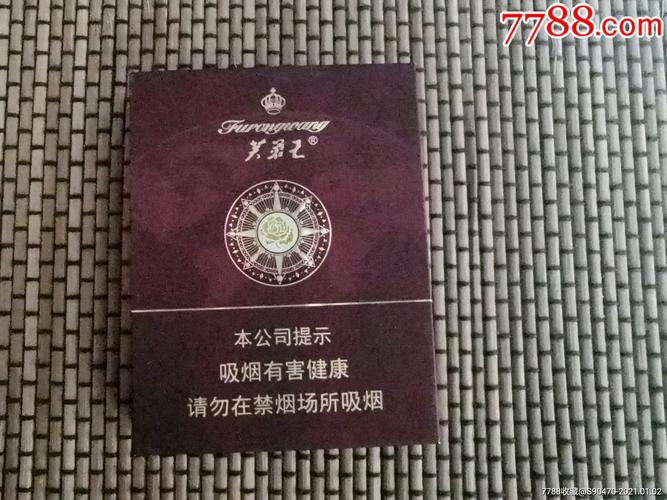 7788.com
Furongwang
芙蓉王®
本公司提示
吸烟有害健康
请勿在禁烟场所吸烟
7788收藏@S90470-2021.01.02